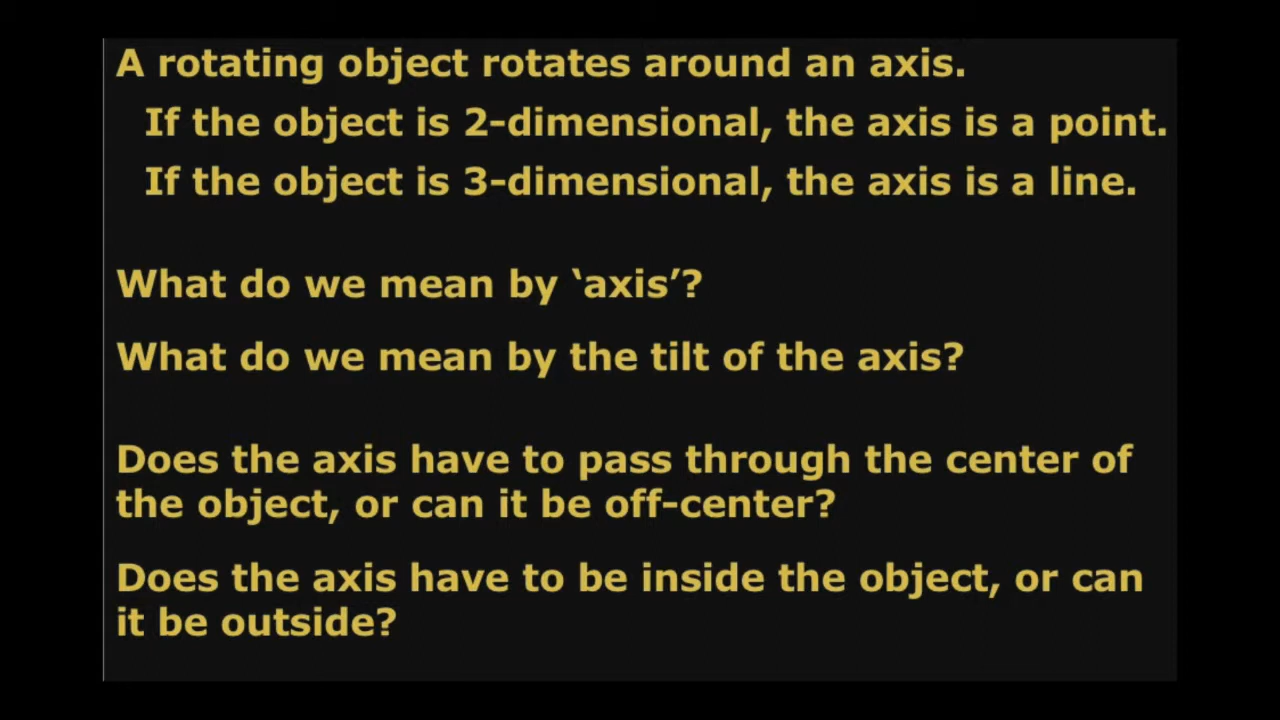 A rotating object rotates around an axis.
If the object is 2-dimensional, the axis is a point.
If the object is 3-dimensional, the axis is a line.
What do we mean by ‘axis’?
What do we mean by the tilt of the axis?
Does the axis have to pass through the center of
the object, or can it be off-center?
Does the axis have to be inside the object, or can
it be outside?